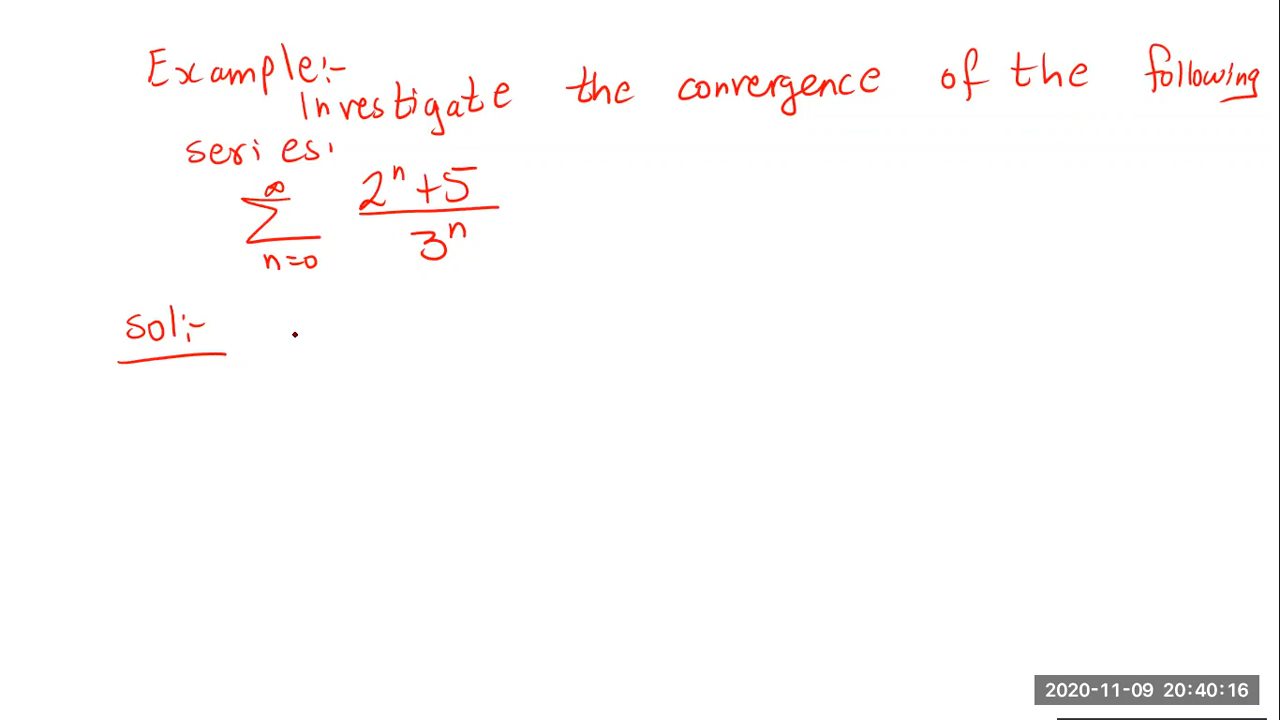 Example:-
Investigate the convergence of the following
series:
∞
∑ 2^n + 5 / 3^n
n=0
Sol:-
2020-11-09 20:40:16